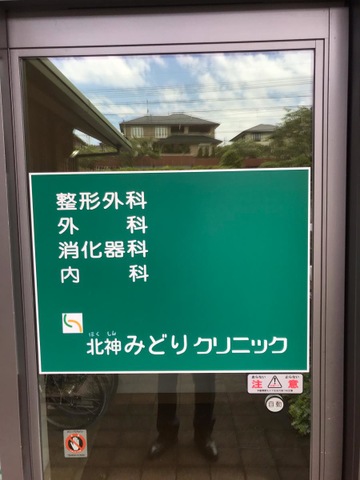 整形外科
外科
消化器科
内科
ほくしん
北神みどりクリニック
注 意
自動